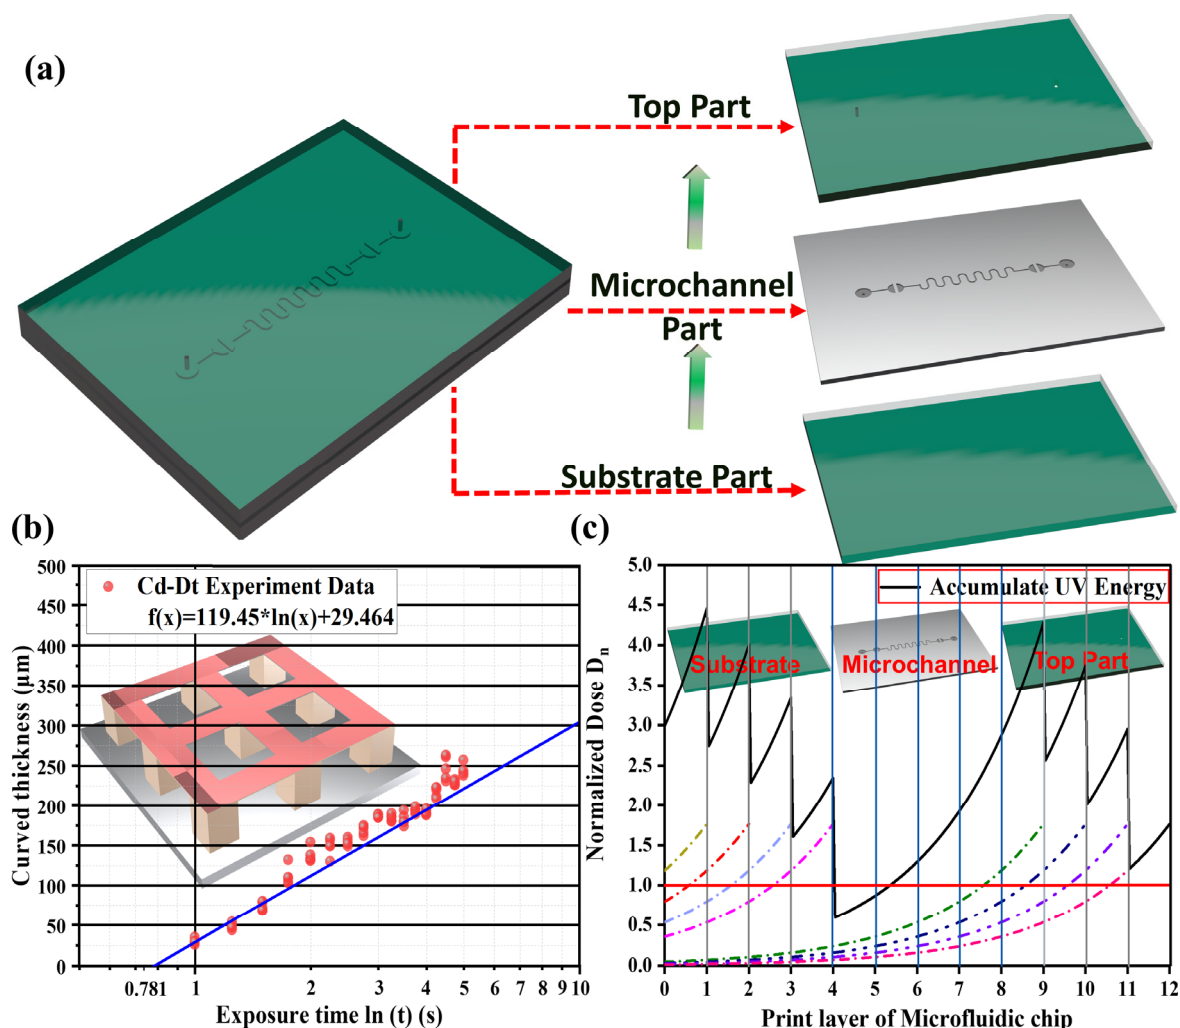 (a)
Top Part
Microchannel
Part
Substrate Part
(b)
Cd-Dt Experiment Data
f(x)=119.45*ln(x)+29.464
Curved thickness (μm)
500
450
400
350
300
250
200
150
100
50
0
0.781 1 2 3 4 5 6 7 8 9 10
Exposure time ln (t) (s)
(c)
Accumulate UV Energy
Substrate Microchannel Top Part
Normalized Dose Dn
5.0
4.5
4.0
3.5
3.0
2.5
2.0
1.5
1.0
0.5
0.0
0 1 2 3 4 5 6 7 8 9 10 11 12
Print layer of Microfluidic chip